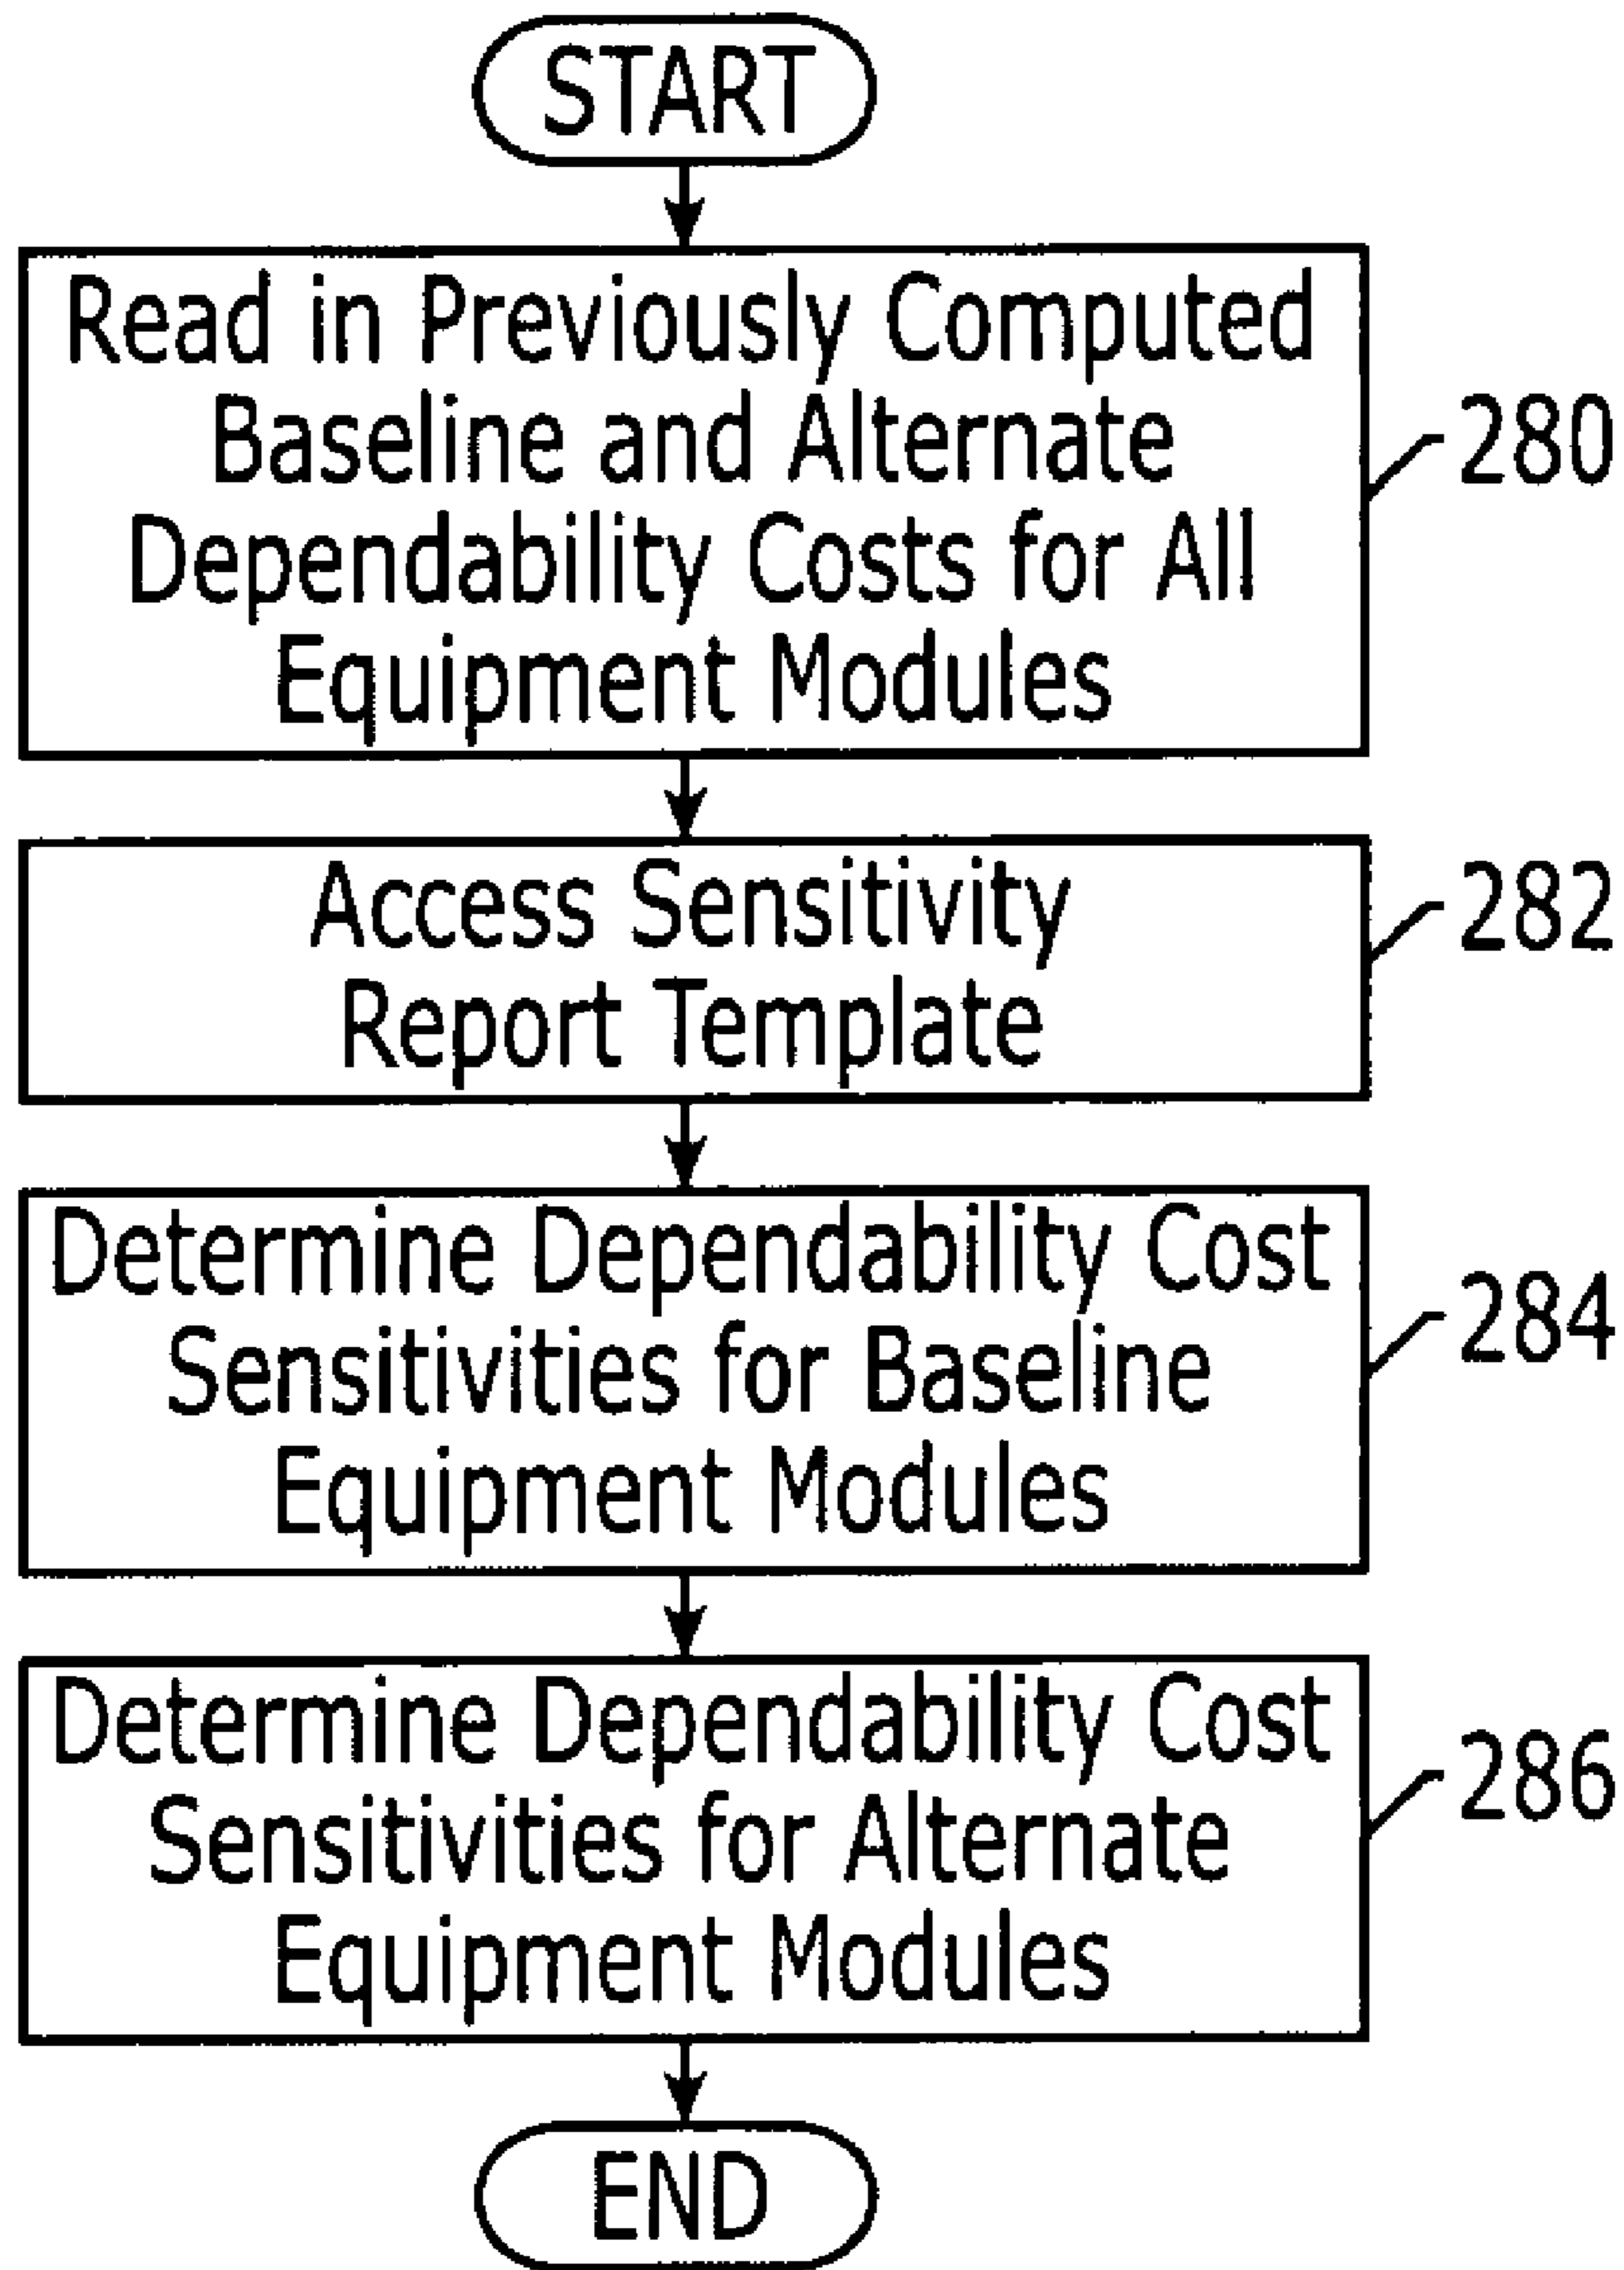 START
Read in Previously Computed
Baseline and Alternate
Dependability Costs for All
Equipment Modules
280
Access Sensitivity
Report Template
282
Determine Dependability Cost
Sensitivities for Baseline
Equipment Modules
284
Determine Dependability Cost
Sensitivities for Alternate
Equipment Modules
286
END